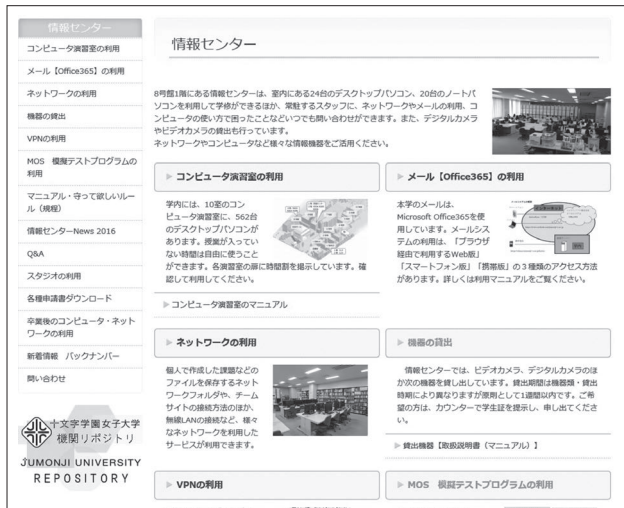 情報センター
コンピュータ演習室の利用
メール【Office365】の利用
ネットワークの利用
機器の貸出
VPNの利用
MOS 模擬テストプログラムの
利用
マニュアル・守って欲しいルー
ル（規程）
情報センターNews 2016
Q&A
スタジオの利用
各種申請書ダウンロード
卒業後のコンピュータ・ネット
ワークの利用
新着情報 バックナンバー
問い合わせ
十文字学園女子大学
機関リポジトリ
JUMONJI UNIVERSITY
REPOSITORY
情報センター
8号館1階にある情報センターは、室内にある24台のデスクトップパソコン、20台のノートパ
ソコンを利用して学修ができるほか、常駐するスタッフに、ネットワークやメールの利用、コ
ンピュータの使い方で困ったことなどいつでも問い合わせができます。また、デジタルカメラ
やビデオカメラの貸出も行っています。
ネットワークやコンピュータなど様々な情報機器をご活用ください。
コンピュータ演習室の利用
学内には、10室のコン
ピュータ演習室に、562台
のデスクトップパソコンが
あります。授業が入ってい
ない時間は自由に使うこと
ができます。各演習室の扉に時間割を掲示しています。確
認して利用してください。
コンピュータ演習室のマニュアル
メール【Office365】の利用
本学のメールは、
Microsoft Office365を使
用しています。メールシス
テムの利用は、「ブラウザ
経由で利用するWeb版」
「スマートフォン版」「携帯版」の３種類のアクセス方法
があります。詳しくは利用マニュアルをご覧ください。
ネットワークの利用
個人で作成した課題などの
ファイルを保存するネット
ワークフォルダや、チーム
サイトの接続方法のほか、
無線LANの接続など、様々
なネットワークを利用した
サービスが利用できます。
機器の貸出
情報センターでは、ビデオカメラ、デジタルカメラのほ
か次の機器を貸し出しています。貸出期間は機器類・貸出
時期により異なりますが原則として1週間以内です。ご希
望の方は、カウンターで学生証を提示し、申し出てくださ
い。
貸出機器【取扱説明書（マニュアル）】
VPNの利用
MOS 模擬テストプログラムの利用